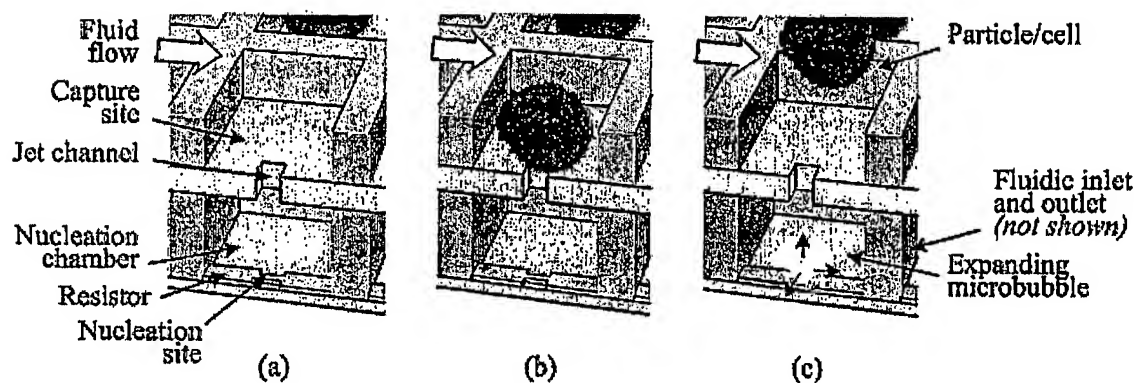 Fluid
flow
Capture
site
Jet channel
Nucleation
chamber
Resistor
Nucleation
site
Particle/cell
Fluidic inlet
and outlet
(not shown)
Expanding
microbubble
(a)
(b)
(c)